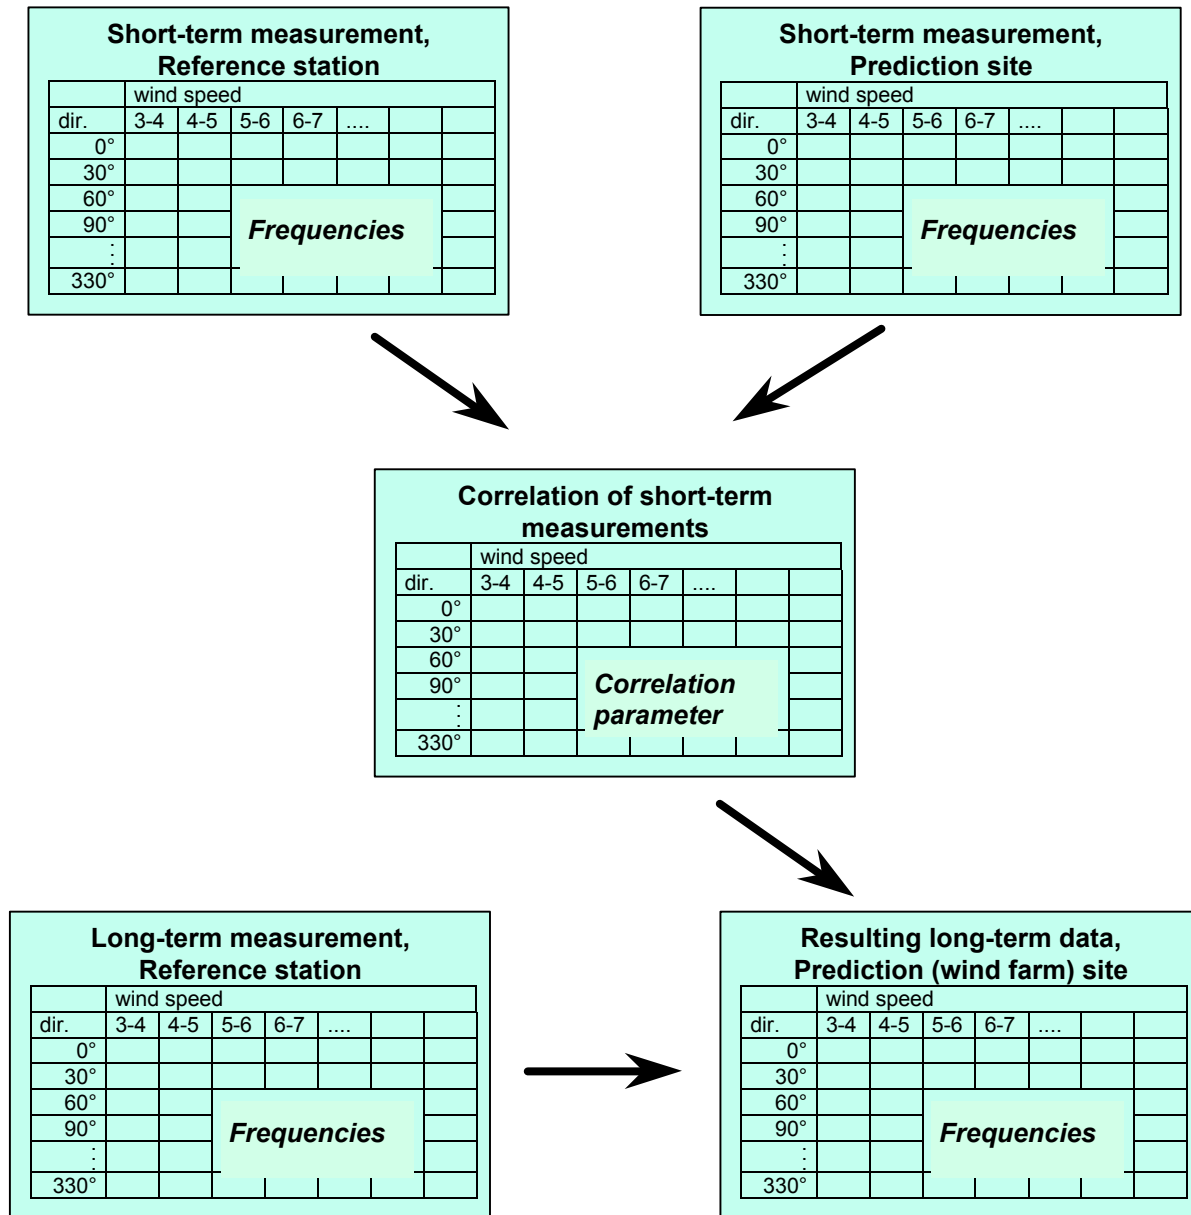 Short-term measurement,
Reference station
wind speed
dir. 3-4 4-5 5-6 6-7 ....
0°
30°
60°
90°
:
330°
Frequencies
Short-term measurement,
Prediction site
wind speed
dir. 3-4 4-5 5-6 6-7 ....
0°
30°
60°
90°
:
330°
Frequencies
Correlation of short-term
measurements
wind speed
dir. 3-4 4-5 5-6 6-7 ....
0°
30°
60°
90°
:
330°
Correlation
parameter
Long-term measurement,
Reference station
wind speed
dir. 3-4 4-5 5-6 6-7 ....
0°
30°
60°
90°
:
330°
Frequencies
Resulting long-term data,
Prediction (wind farm) site
wind speed
dir. 3-4 4-5 5-6 6-7 ....
0°
30°
60°
90°
:
330°
Frequencies